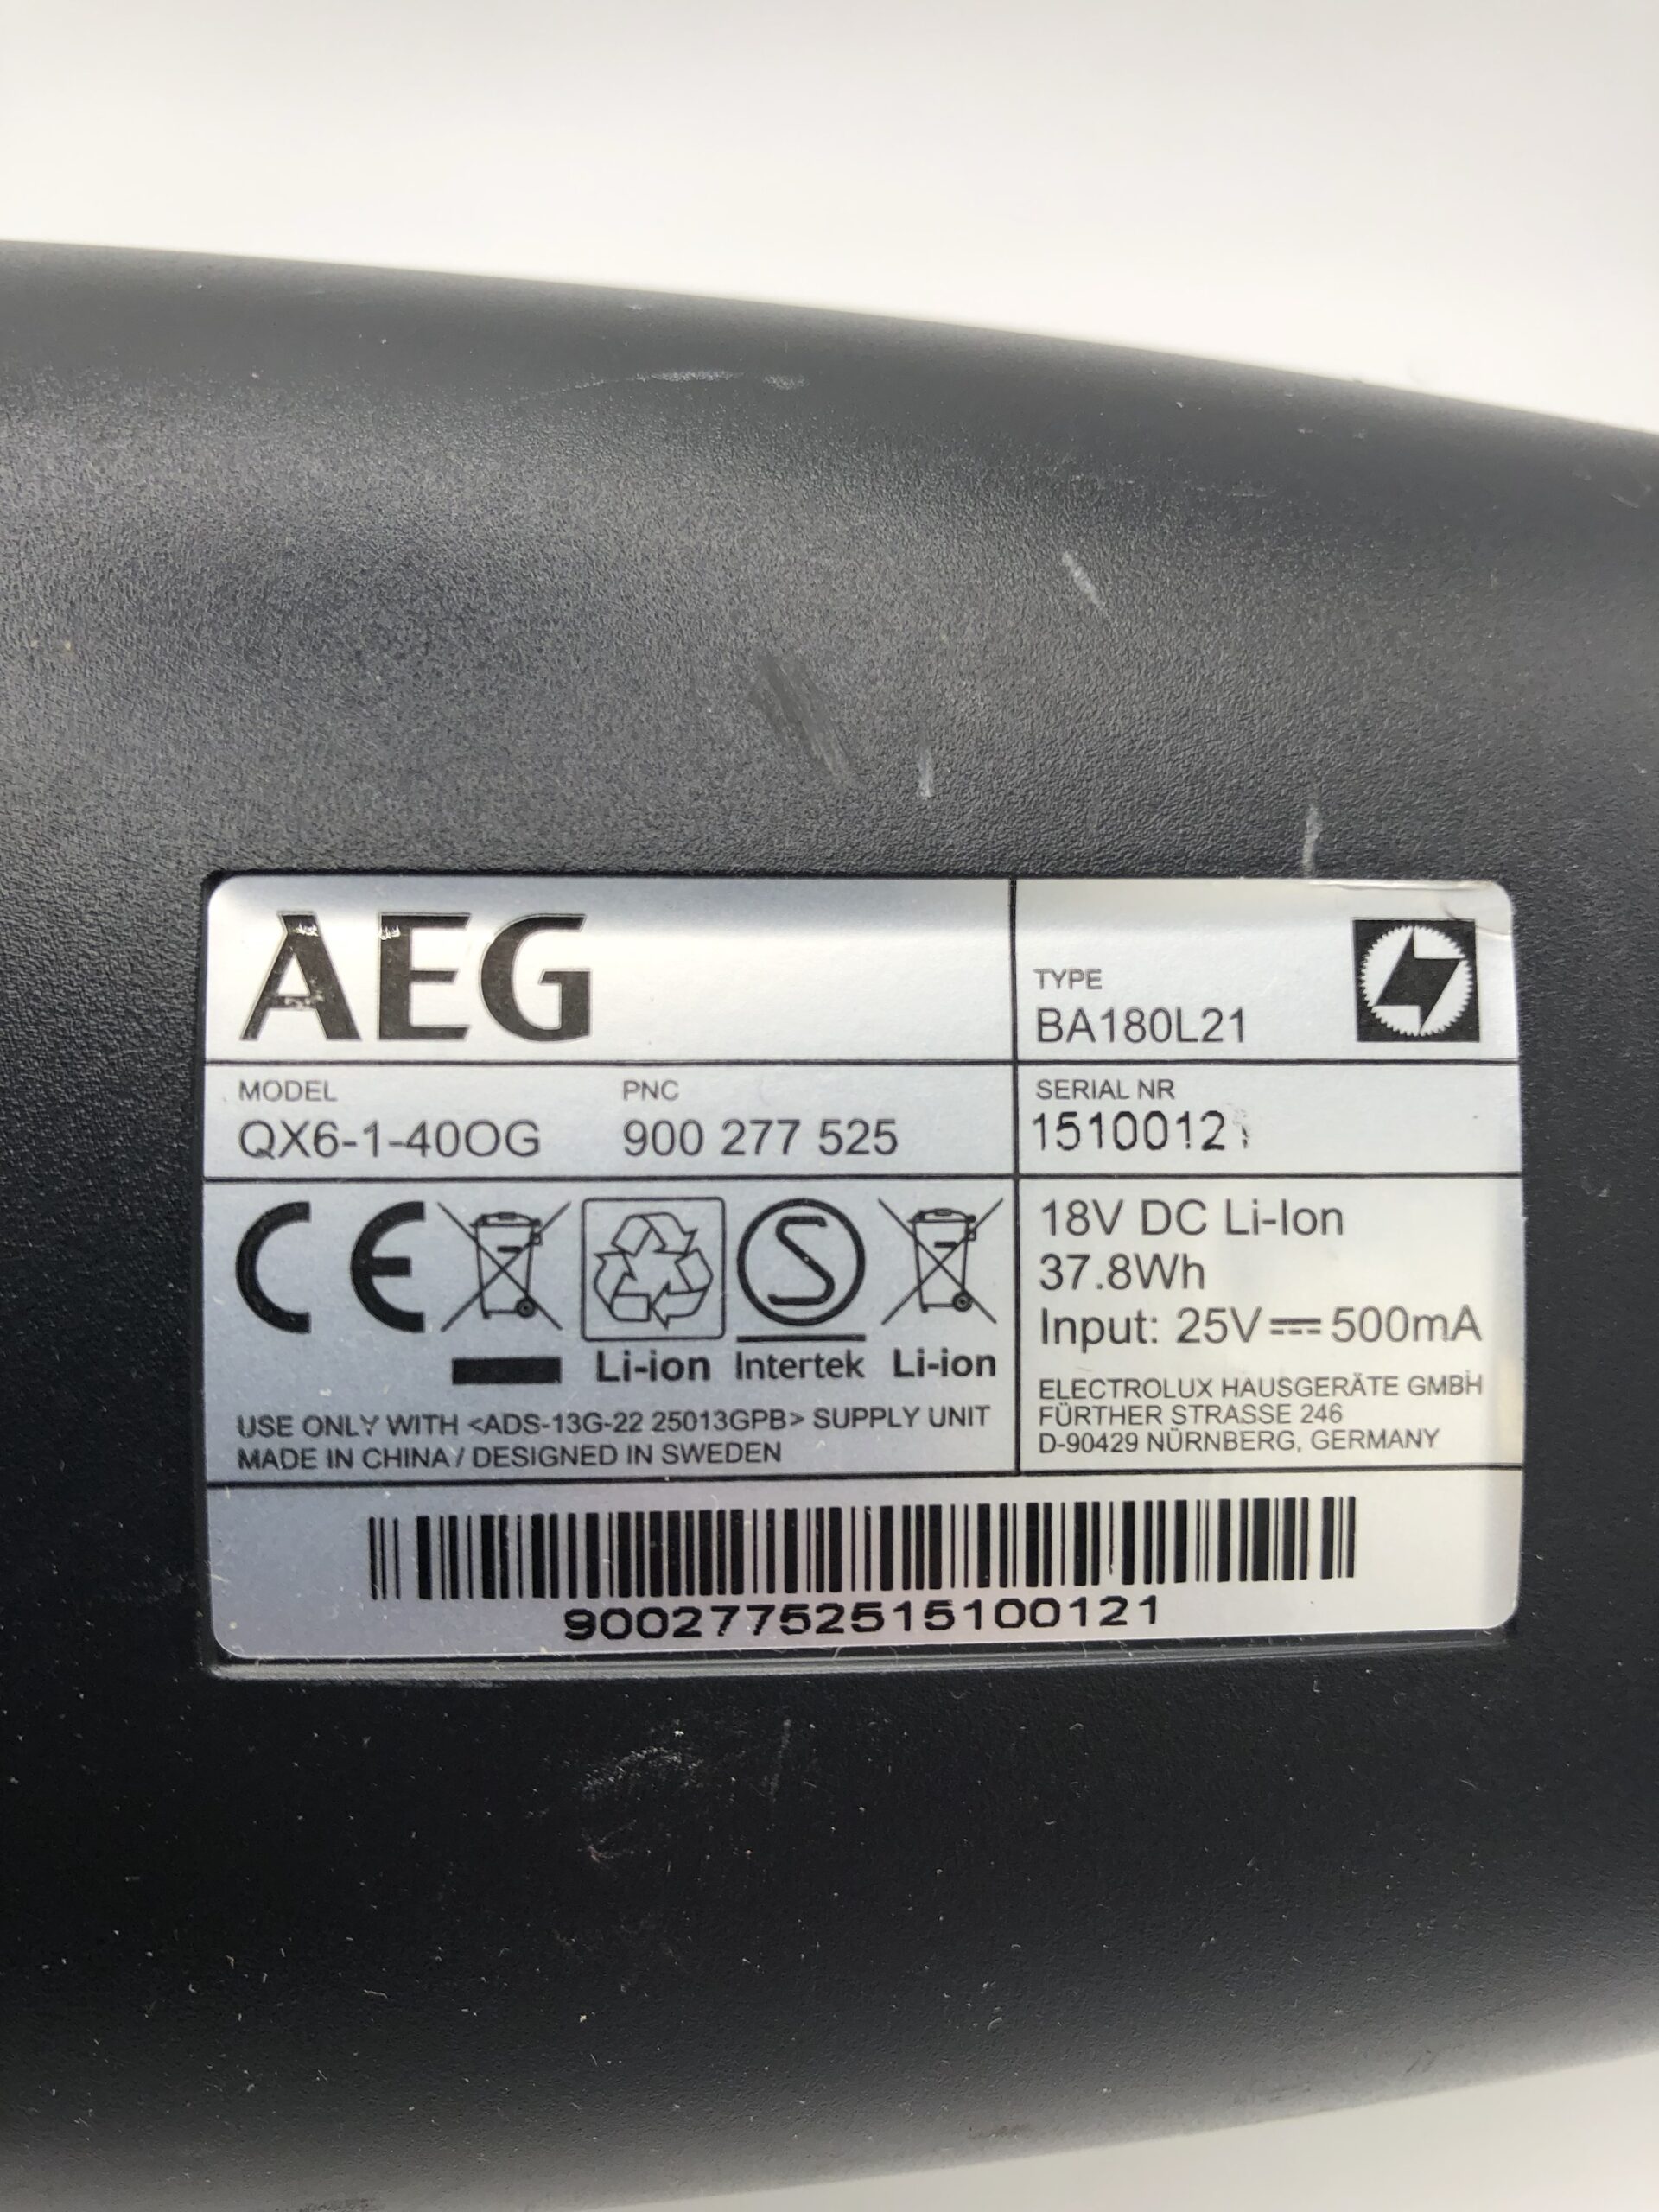 AEG
TYPE
BA180L21
MODEL
QX6-1-40OG
PNC
900 277 525
SERIAL NR
1510012
CE
Li-ion
Intertek
Li-ion
USE ONLY WITH <ADS-13G-22 25013GPB> SUPPLY UNIT
MADE IN CHINA / DESIGNED IN SWEDEN
18V DC Li-Ion
37.8Wh
Input: 25V⎓500mA
ELECTROLUX HAUSGERÄTE GMBH
FÜRTHER STRASSE 246
D-90429 NÜRNBERG, GERMANY
90027752515100121